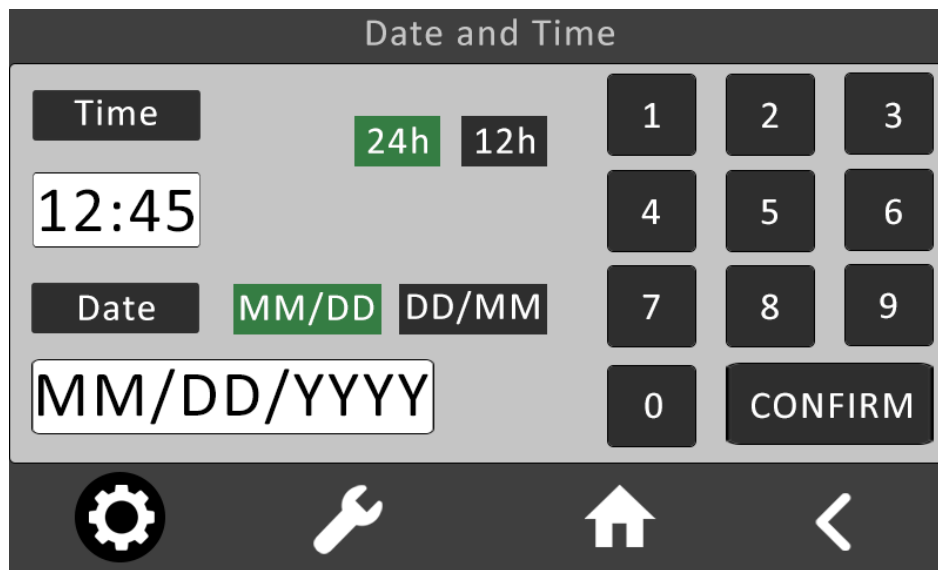 Date and Time
Time
24h 12h
12:45
Date MM/DD DD/MM
MM/DD/YYYY
1 2 3
4 5 6
7 8 9
0 CONFIRM